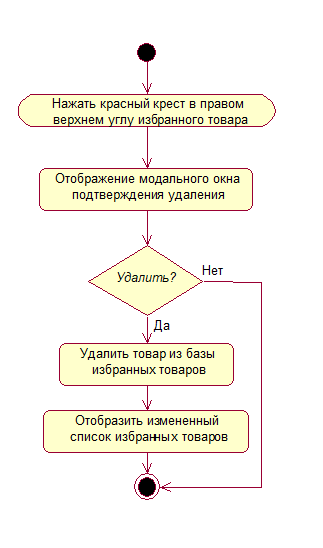 Нажать красный крест в правом
верхнем углу избранного товара
Отображение модального окна
подтверждения удаления
Удалить?
Нет
Да
Удалить товар из базы
избранных товаров
Отобразить измененный
список избранных товаров